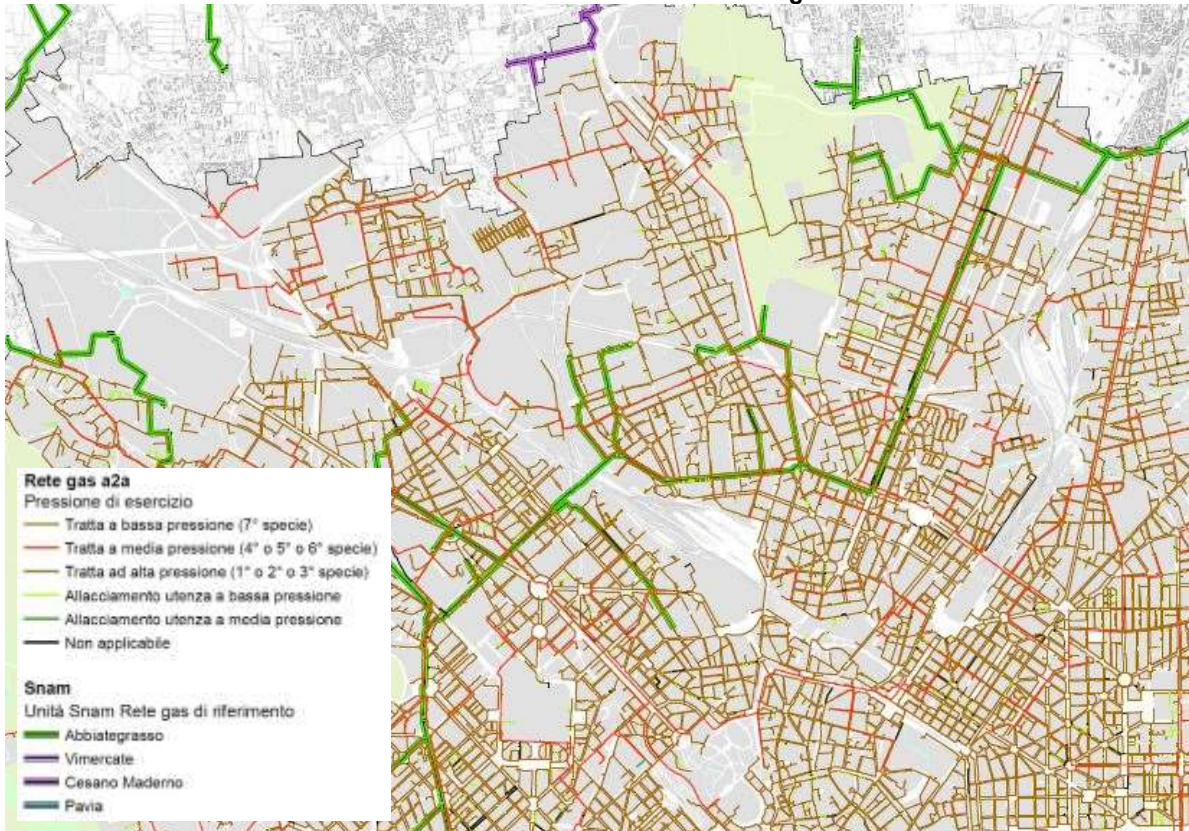 g
Rete gas a2a
Pressione di esercizio
Tratta a bassa pressione (7° specie)
Tratta a media pressione (4° o 5° o 6° specie)
Tratta ad alta pressione (1° o 2° o 3° specie)
Allacciamento utenza a bassa pressione
Allacciamento utenza a media pressione
Non applicabile
Snam
Unità Snam Rete gas di riferimento
Abbiategrasso
Vimercate
Cesano Maderno
Pavia